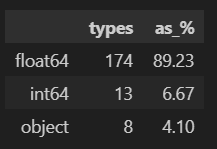 types as_%
float64 174 89.23
int64 13 6.67
object 8 4.10